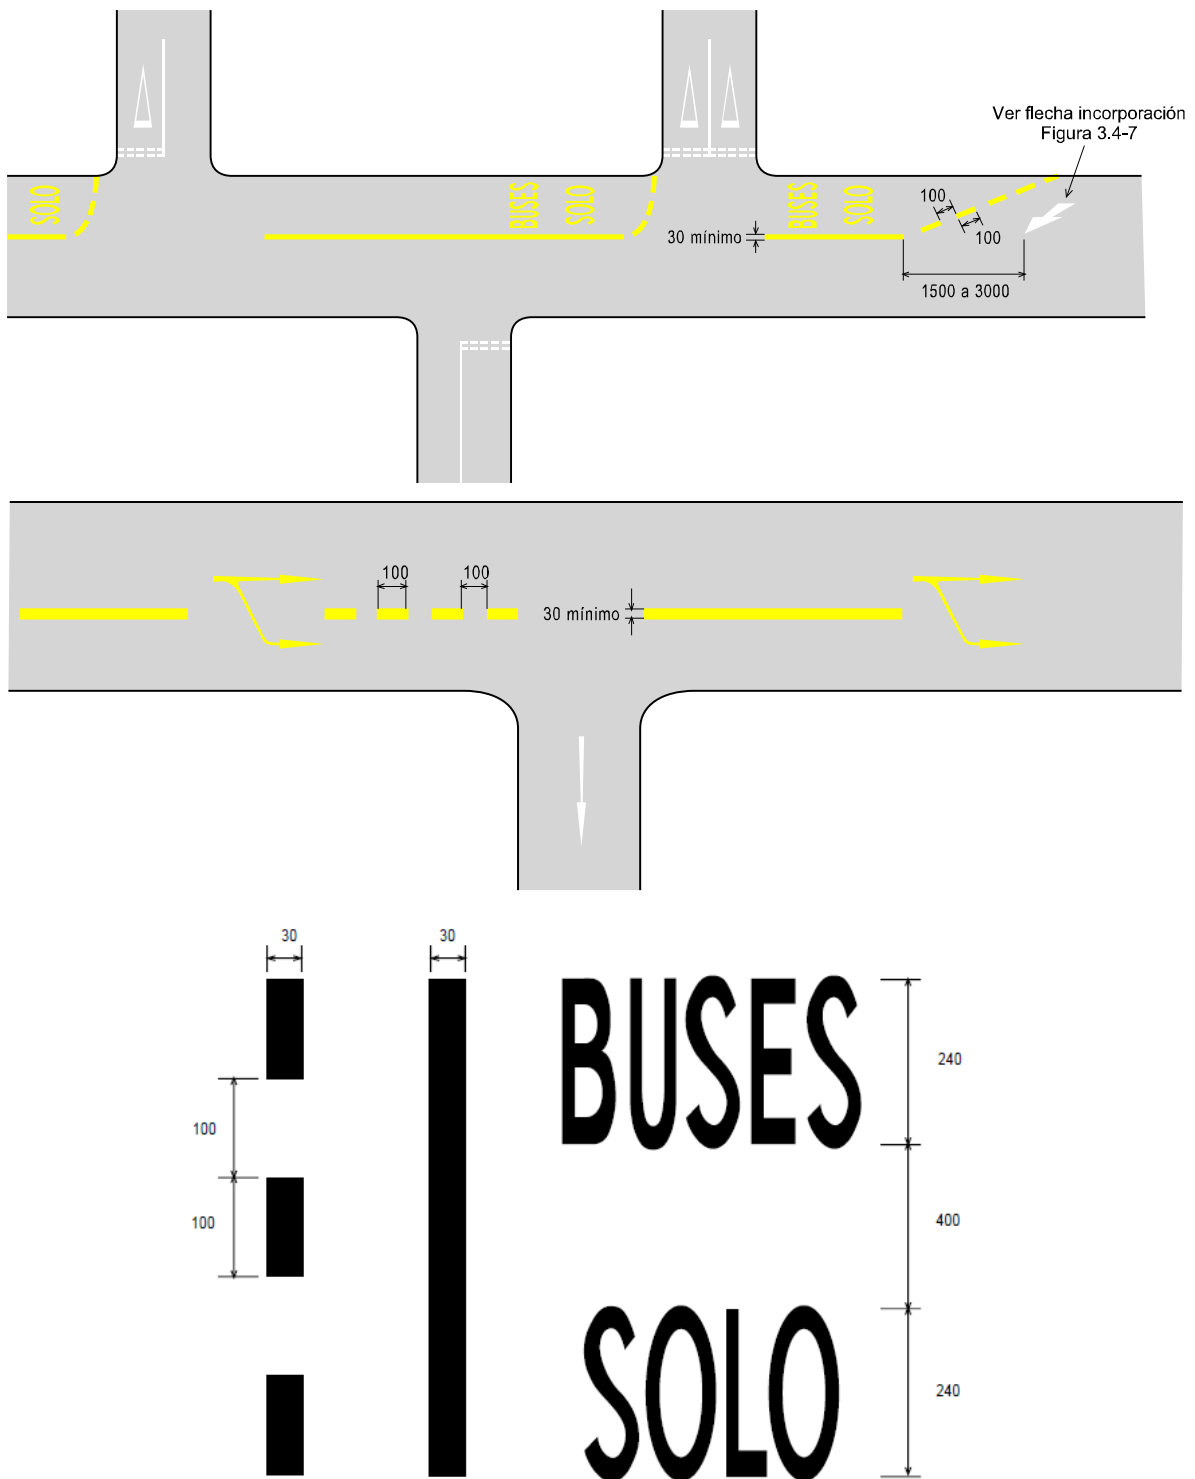 Ver flecha incorporación
Figura 3.4-7
SOLO
BUSES
SOLO
BUSES
SOLO
100
100
30 mínimo
1500 a 3000
100
100
30 mínimo
30
30
BUSES
240
100
100
400
SOLO
240